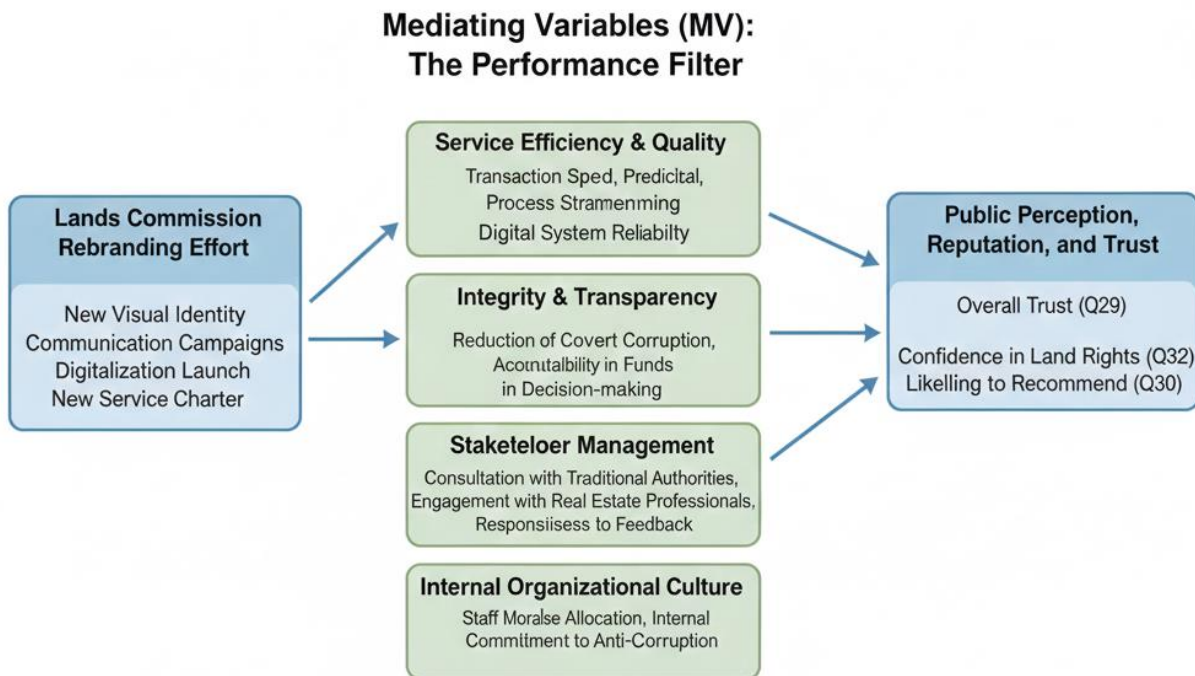 Mediating Variables (MV):
The Performance Filter
Lands Commission
Rebranding Effort
New Visual Identity
Communication Campaigns
Digitalization Launch
New Service Charter
Service Efficiency & Quality
Transaction Sped, Predicltal,
Process Stramenming
Digital System Reliabilty
Integrity & Transparency
Reduction of Covert Corruption,
Acointalbility in Funds
in Decision-making
Staketeloer Management
Consultation with Traditional Authorities,
Engagement with Real Estate Professionals,
Responsiisess to Feedback
Internal Organizational Culture
Staff Moralse Allocation, Internal
Commitment to Anti-Corruption
Public Perception,
Reputation, and Trust
Overall Trust (Q29)
Confidence in Land Rights (Q32)
Likelling to Recommend (Q30)